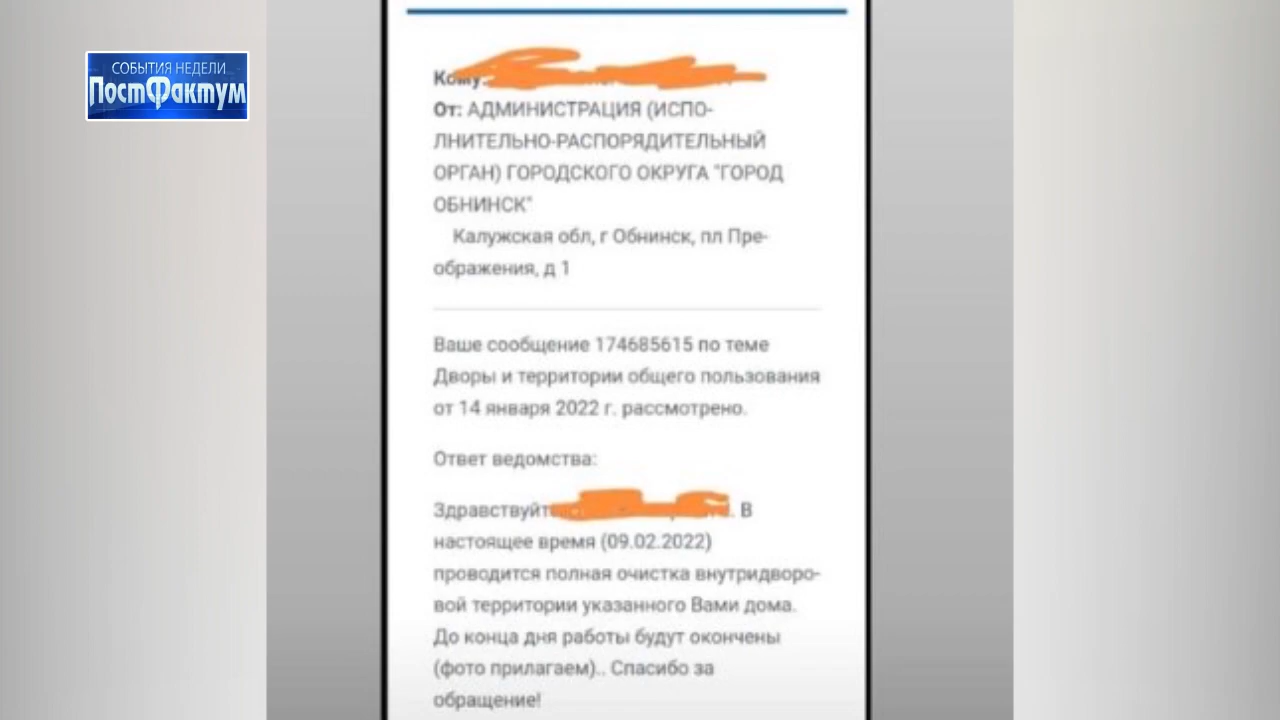 СОБЫТИЯ НЕДЕЛИ
ПостФактум
Кому:
От: АДМИНИСТРАЦИЯ (ИСПО-
ЛНИТЕЛЬНО-РАСПОРЯДИТЕЛЬНЫЙ
ОРГАН) ГОРОДСКОГО ОКРУГА "ГОРОД
ОБНИНСК"
Калужская обл, г Обнинск, пл Пре-
ображения, д 1
Ваше сообщение 174685615 по теме
Дворы и территории общего пользования
от 14 января 2022 г. рассмотрено.
Ответ ведомства:
Здравствуйт . В
настоящее время (09.02.2022)
проводится полная очистка внутридворо-
вой территории указанного Вами дома.
До конца дня работы будут окончены
(фото прилагаем).. Спасибо за
обращение!